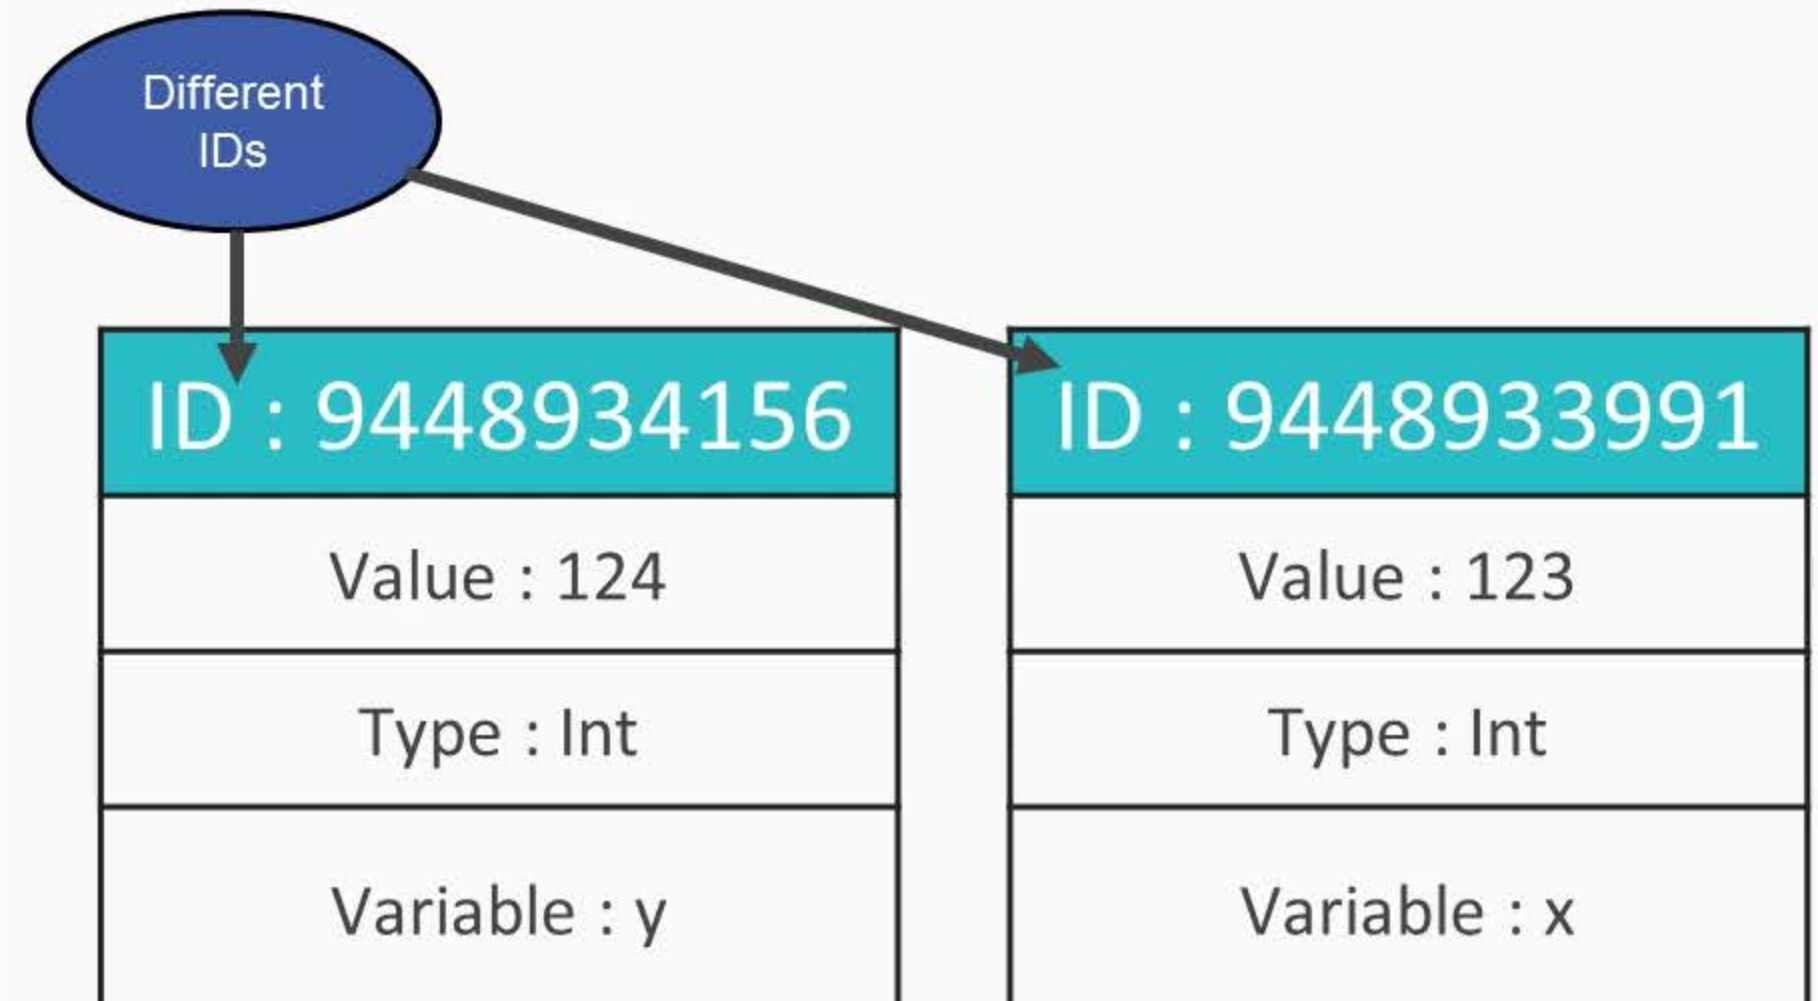 Different
IDs
ID : 9448934156
Value : 124
Type : Int
Variable : y
ID : 9448933991
Value : 123
Type : Int
Variable : x